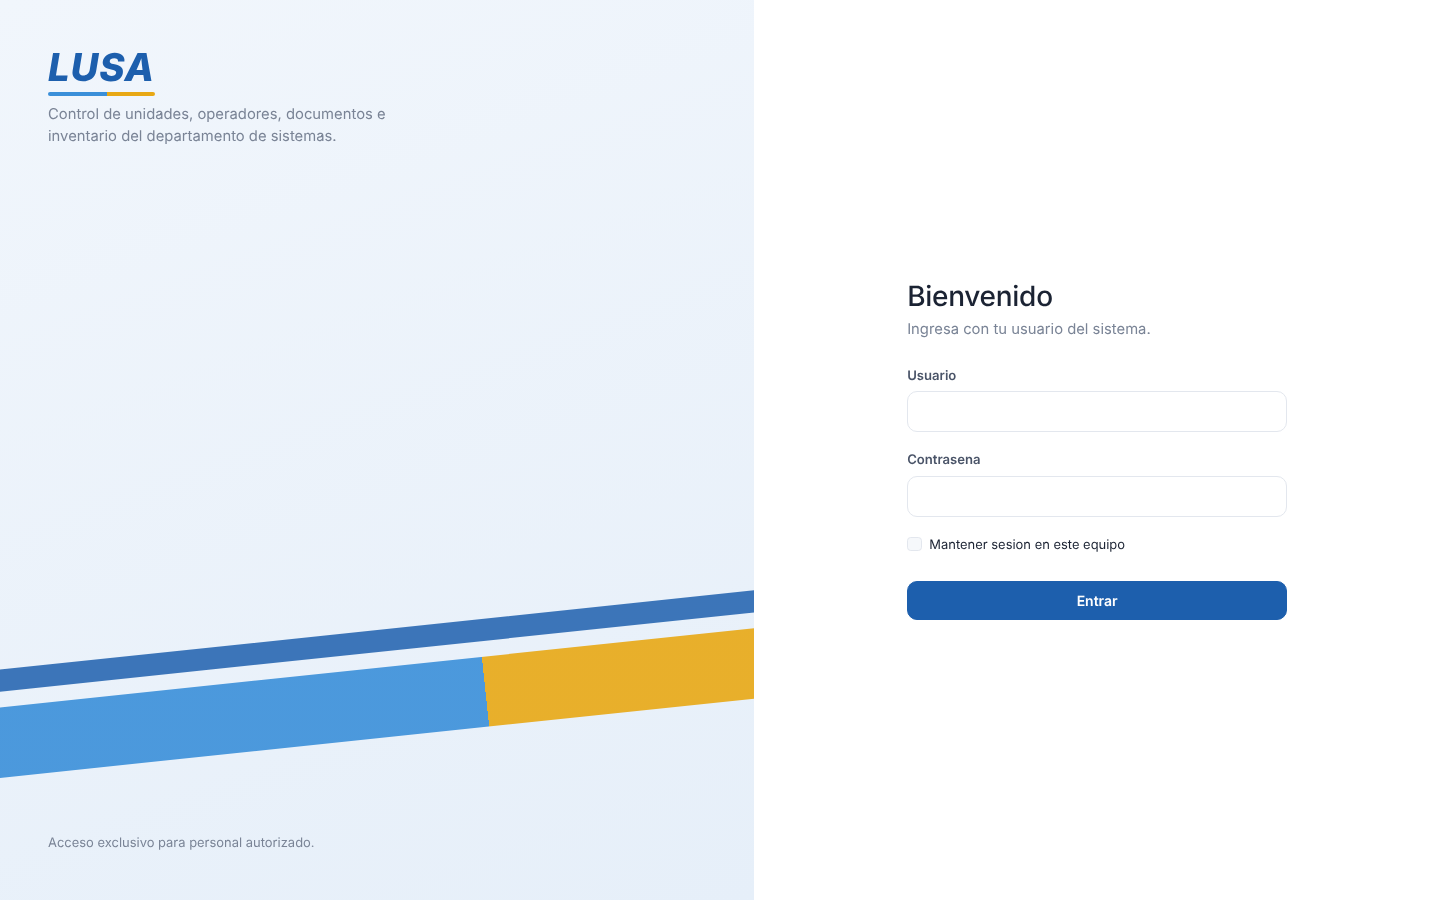 LUSA
Control de unidades, operadores, documentos e
inventario del departamento de sistemas.
Acceso exclusivo para personal autorizado.
Bienvenido
Ingresa con tu usuario del sistema.
Usuario
Contrasena
Mantener sesion en este equipo
Entrar